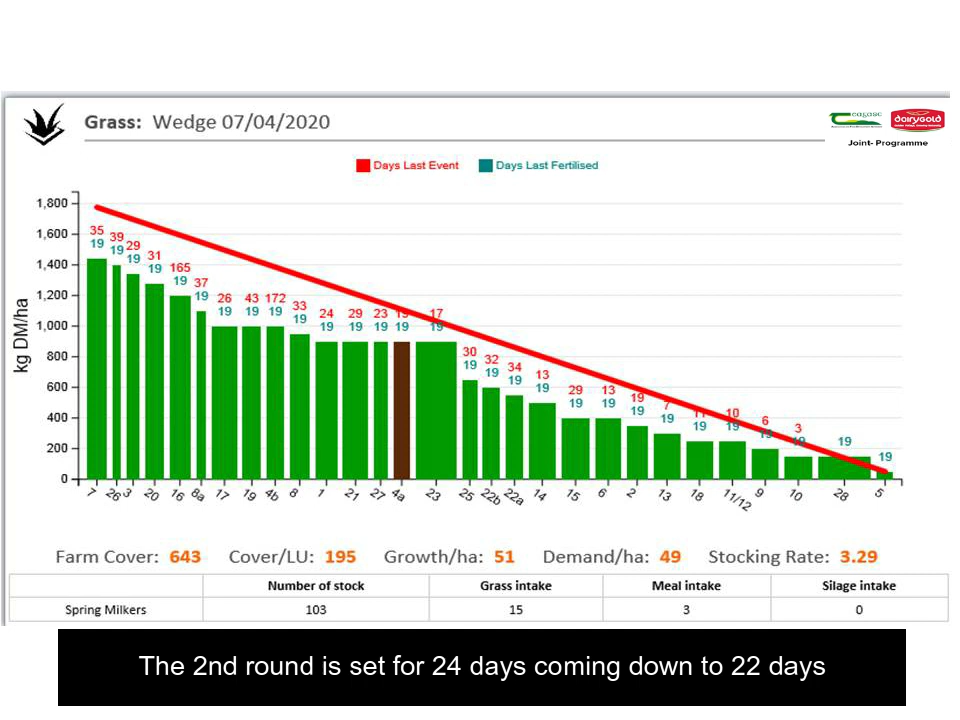 Grass: Wedge 07/04/2020
Teagasc
dairygold
Joint- Programme
Days Last Event Days Last Fertilised
kg DM/ha
1,800
1,600
1,400
1,200
1,000
800
600
400
200
0
35 39 29 31 165 37 26 43 172 33 24 29 23 19 17 30 32 34 13 29 13 19 7 11 10 6 3
19 19 19 19 19 19 19 19 19 19 19 19 19 19 19 19 19 19 19 19 19 19 19 19 19 19 19 19 19
7 26 3 20 16 8a 17 19 4b 8 1 21 27 4a 23 25 22b 22a 14 15 6 2 13 18 11/12 9 10 28 5
Farm Cover: 643 Cover/LU: 195 Growth/ha: 51 Demand/ha: 49 Stocking Rate: 3.29
Number of stock Grass intake Meal intake Silage intake
Spring Milkers 103 15 3 0
The 2nd round is set for 24 days coming down to 22 days